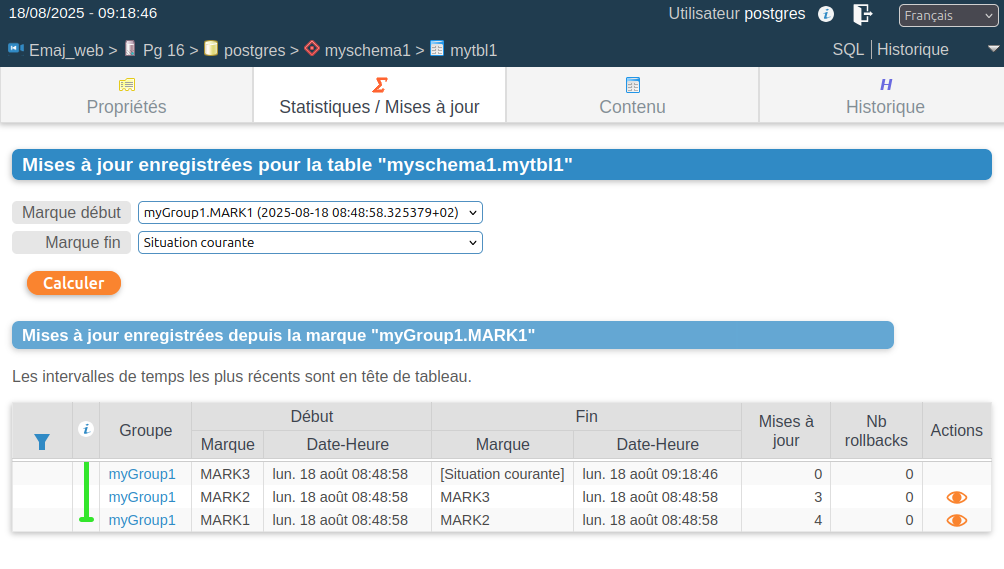 18/08/2025 - 09:18:46 Utilisateur postgres i Français
Emaj_web > Pg 16 > postgres > myschema1 > mytbl1 SQL Historique
Propriétés Statistiques / Mises à jour Contenu Historique
Mises à jour enregistrées pour la table "myschema1.mytbl1"
Marque début myGroup1.MARK1 (2025-08-18 08:48:58.325379+02)
Marque fin Situation courante
Calculer
Mises à jour enregistrées depuis la marque "myGroup1.MARK1"
Les intervalles de temps les plus récents sont en tête de tableau.
i Groupe Début Fin Mises à jour Nb rollbacks Actions
Marque Date-Heure Marque Date-Heure
myGroup1 MARK3 lun. 18 août 08:48:58 [Situation courante] lun. 18 août 09:18:46 0 0
myGroup1 MARK2 lun. 18 août 08:48:58 MARK3 lun. 18 août 08:48:58 3 0
myGroup1 MARK1 lun. 18 août 08:48:58 MARK2 lun. 18 août 08:48:58 4 0